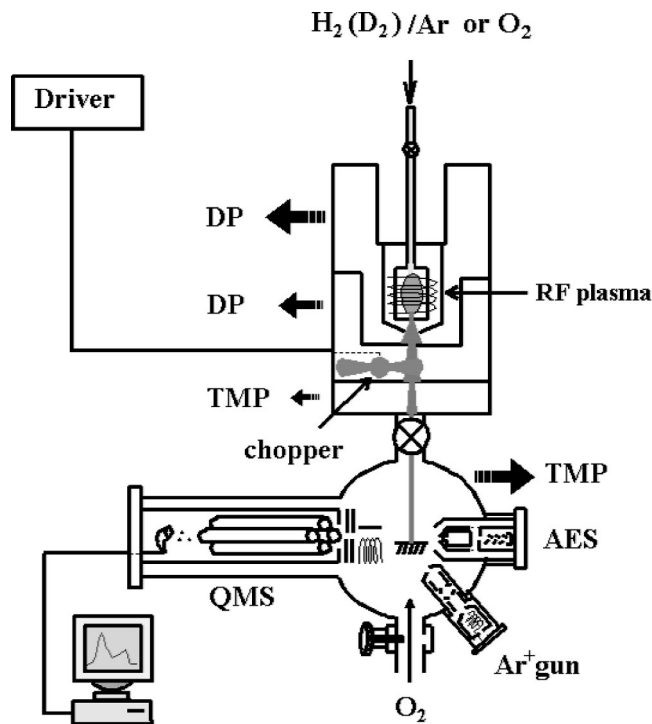 H₂ (D₂) /Ar or O₂
Driver
DP
DP
RF plasma
TMP
chopper
TMP
AES
QMS
Ar⁺gun
O₂